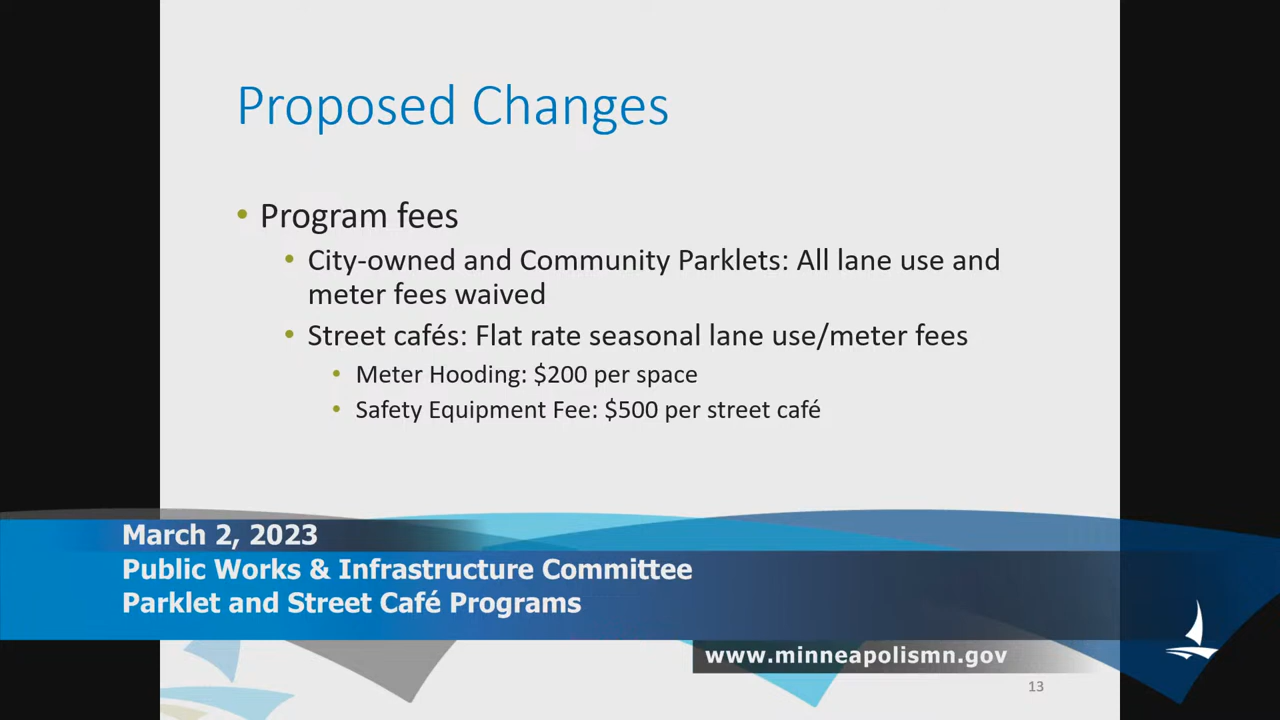 Proposed Changes
• Program fees
• City-owned and Community Parklets: All lane use and
meter fees waived
• Street cafés: Flat rate seasonal lane use/meter fees
• Meter Hooding: $200 per space
• Safety Equipment Fee: $500 per street café
March 2, 2023
Public Works & Infrastructure Committee
Parklet and Street Café Programs
www.minneapolismn.gov
13